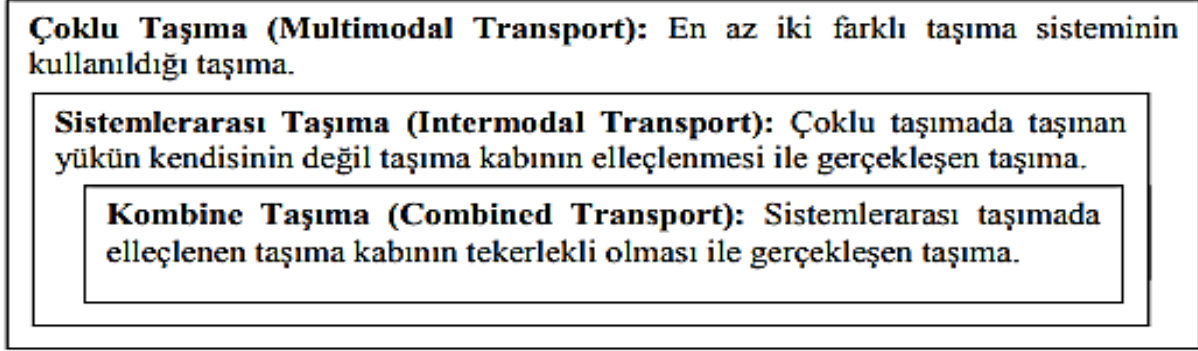 Çoklu Taşıma (Multimodal Transport): En az iki farklı taşıma sisteminin
kullanıldığı taşıma.
Sistemlerarası Taşıma (Intermodal Transport): Çoklu taşımada taşınan
yükün kendisinin değil taşıma kabının elleçlenmesi ile gerçekleşen taşıma.
Kombine Taşıma (Combined Transport): Sistemlerarası taşımada
elleçlenen taşıma kabının tekerlekli olması ile gerçekleşen taşıma.